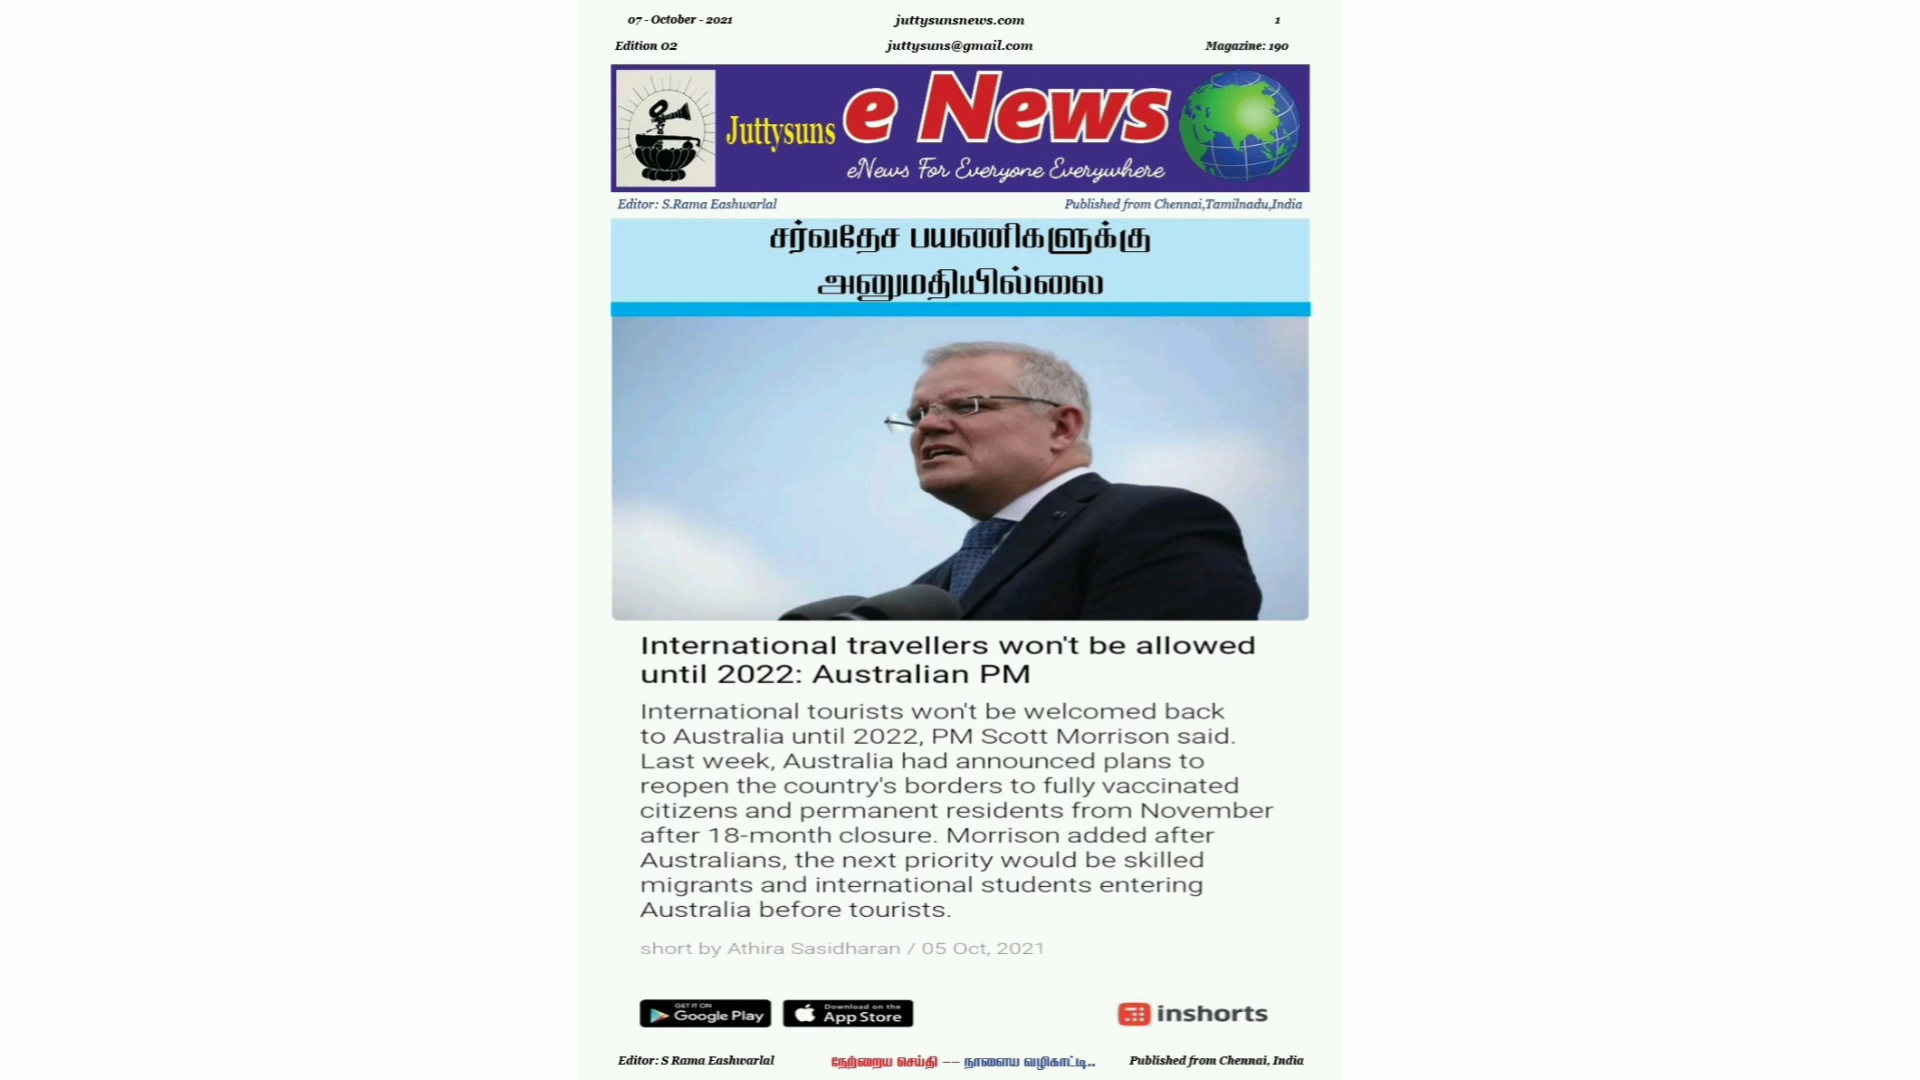 07 - October - 2021 juttysunsnews.com 1
Edition 02 juttysuns@gmail.com Magazine: 190
Juttysuns e News
eNews For Everyone Everywhere
Editor: S.Rama Eashwarlal Published from Chennai,Tamilnadu,India
சர்வதேச பயணிகளுக்கு
அனுமதியில்லை
International travellers won't be allowed
until 2022: Australian PM
International tourists won't be welcomed back
to Australia until 2022, PM Scott Morrison said.
Last week, Australia had announced plans to
reopen the country's borders to fully vaccinated
citizens and permanent residents from November
after 18-month closure. Morrison added after
Australians, the next priority would be skilled
migrants and international students entering
Australia before tourists.
short by Athira Sasidharan / 05 Oct, 2021
GET IT ON Google Play Download on the App Store inshorts
Editor: S Rama Eashwarlal நேற்றைய செய்தி -- நாளைய வழிகாட்டி.. Published from Chennai, India